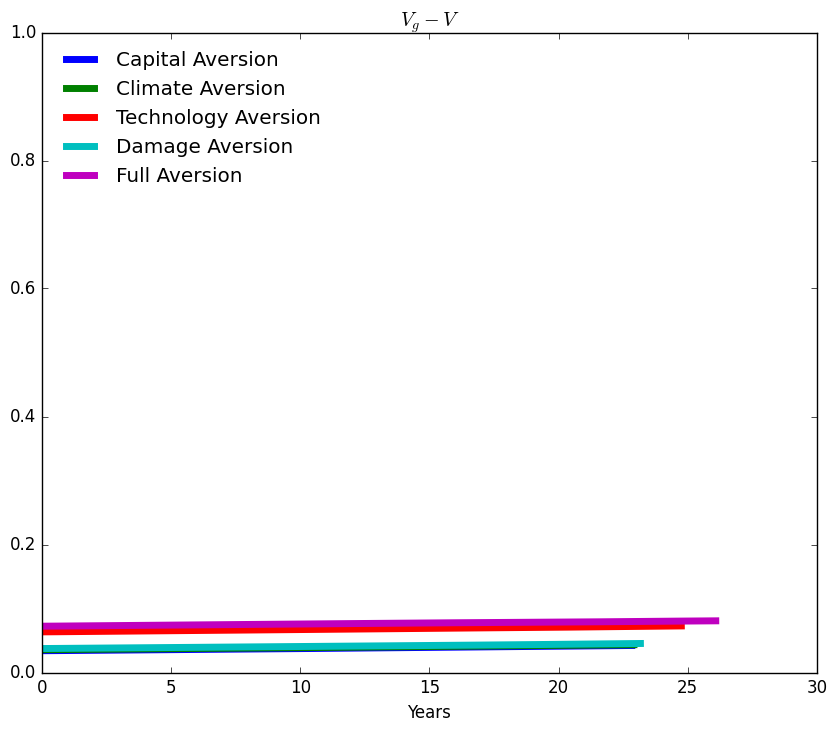 V_g − V
1.0
Capital Aversion
Climate Aversion
Technology Aversion
Damage Aversion
Full Aversion
0.8
0.6
0.4
0.2
0.0
0 5 10 15 20 25 30
Years